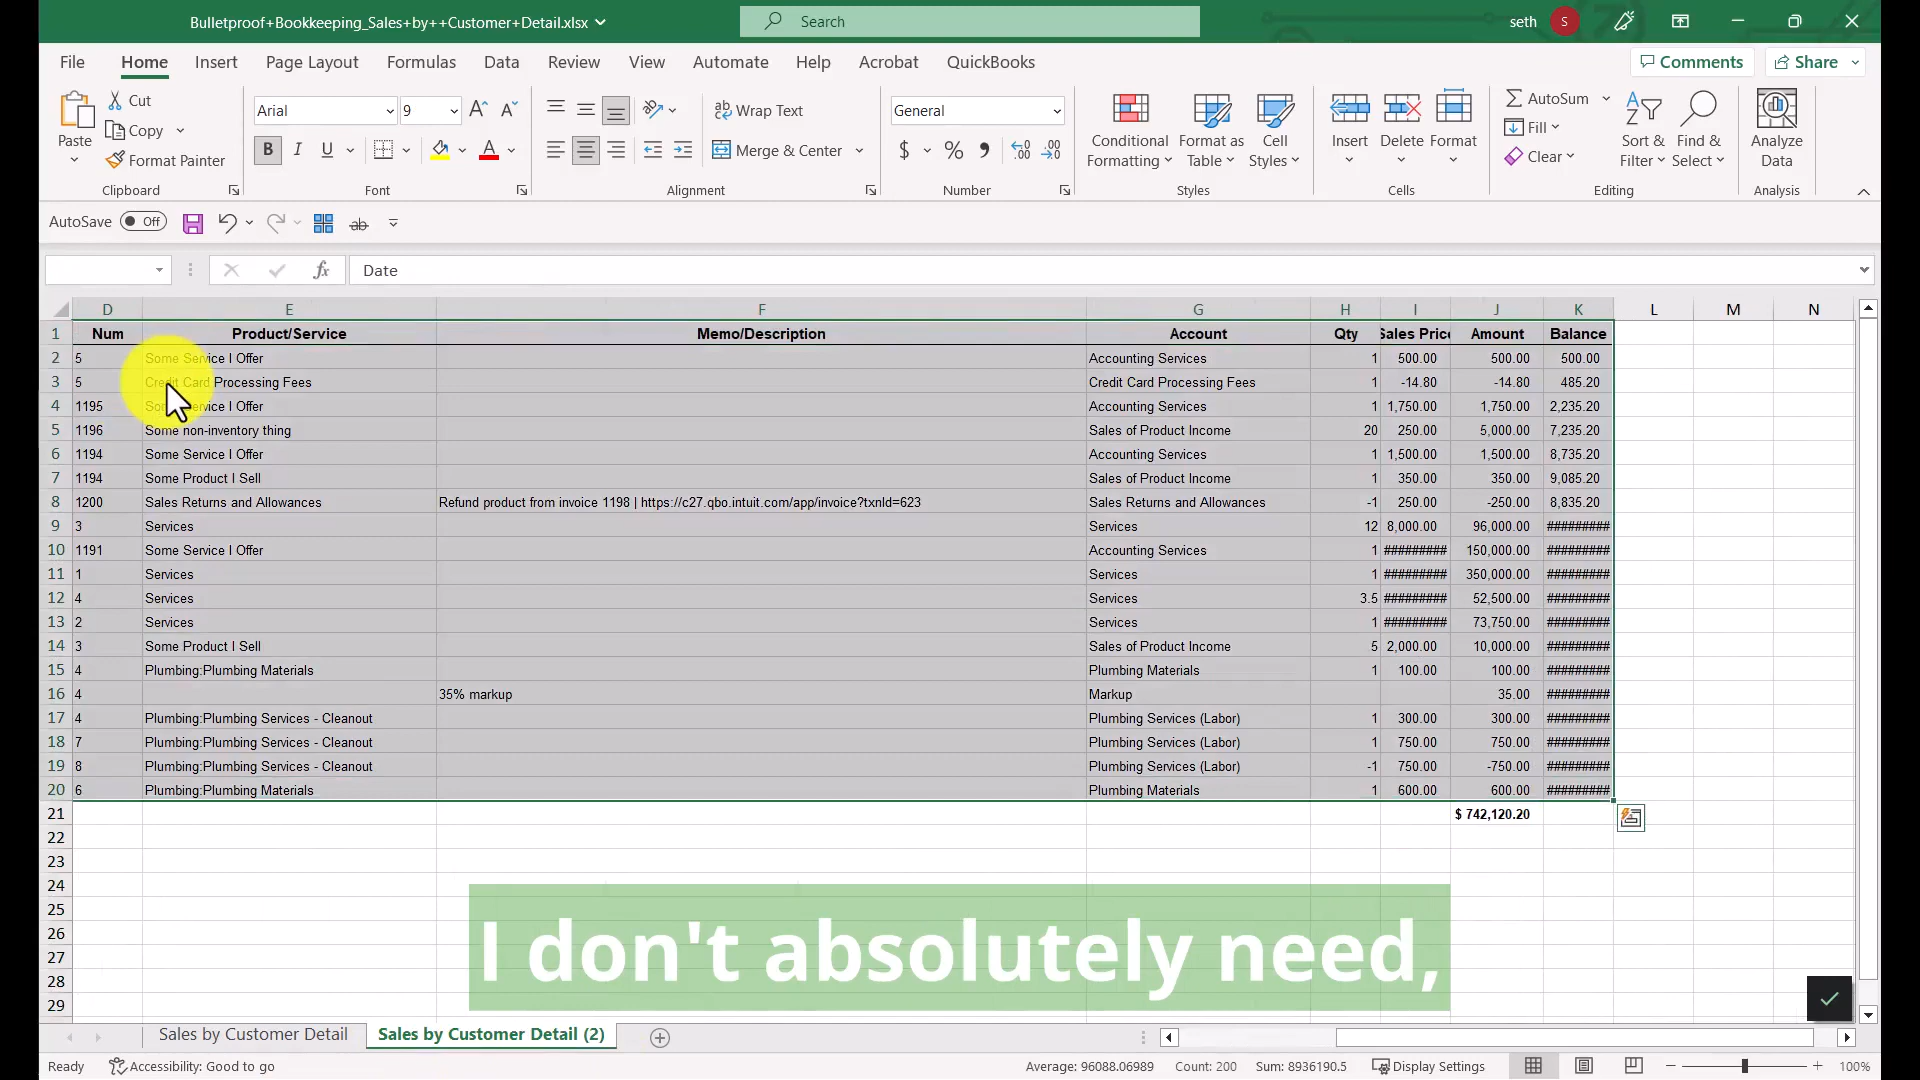 Bulletproof+Bookkeeping_Sales+by++Customer+Detail.xlsx
Search
seth
S
File Home Insert Page Layout Formulas Data Review View Automate Help Acrobat QuickBooks
Comments
Share
Paste
Cut
Copy
Format Painter
Clipboard
Arial
9
B I U
Font
Wrap Text
Merge & Center
Alignment
General
$ % ,
Number
Conditional Formatting
Format as Table
Cell Styles
Styles
Insert
Delete
Format
Cells
AutoSum
Fill
Clear
Sort & Filter
Find & Select
Editing
Analyze Data
Analysis
AutoSave Off
fx
Date
D E F G H I J K L M N
1 Num Product/Service Memo/Description Account Qty Sales Price Amount Balance
2 5 Some Service I Offer Accounting Services 1 500.00 500.00 500.00
3 5 Credit Card Processing Fees Credit Card Processing Fees 1 -14.80 -14.80 485.20
4 1195 Some Service I Offer Accounting Services 1 1,750.00 1,750.00 2,235.20
5 1196 Some non-inventory thing Sales of Product Income 20 250.00 5,000.00 7,235.20
6 1194 Some Service I Offer Accounting Services 1 1,500.00 1,500.00 8,735.20
7 1194 Some Product I Sell Sales of Product Income 1 350.00 350.00 9,085.20
8 1200 Sales Returns and Allowances Refund product from invoice 1198 | https://c27.qbo.intuit.com/app/invoice?txnId=623 Sales Returns and Allowances -1 250.00 -250.00 8,835.20
9 3 Services Services 12 8,000.00 96,000.00 #########
10 1191 Some Service I Offer Accounting Services 1 ######### 150,000.00 #########
11 1 Services Services 1 ######### 350,000.00 #########
12 4 Services Services 3.5 ######### 52,500.00 #########
13 2 Services Services 1 ######### 73,750.00 #########
14 3 Some Product I Sell Sales of Product Income 5 2,000.00 10,000.00 #########
15 4 Plumbing:Plumbing Materials Plumbing Materials 1 100.00 100.00 #########
16 4 35% markup Markup 35.00 #########
17 4 Plumbing:Plumbing Services - Cleanout Plumbing Services (Labor) 1 300.00 300.00 #########
18 7 Plumbing:Plumbing Services - Cleanout Plumbing Services (Labor) 1 750.00 750.00 #########
19 8 Plumbing:Plumbing Services - Cleanout Plumbing Services (Labor) -1 750.00 -750.00 #########
20 6 Plumbing:Plumbing Materials Plumbing Materials 1 600.00 600.00 #########
21 $ 742,120.20
22
23
24
25
26
27
28
29
I don't absolutely need,
Sales by Customer Detail
Sales by Customer Detail (2)
Ready
Accessibility: Good to go
Average: 96088.06989
Count: 200
Sum: 8936190.5
Display Settings
100%